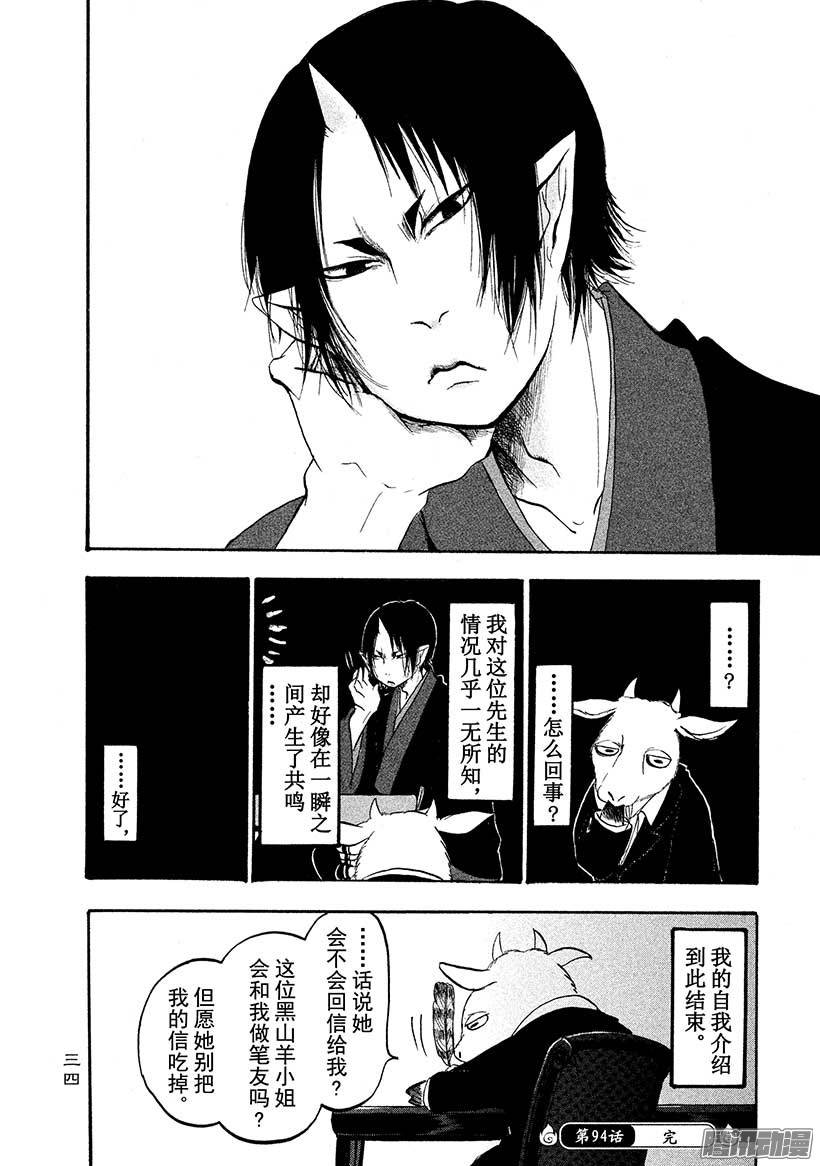 ……？
……怎么回事？
我对这位先生的
情况几乎一无所知，
却好像在一瞬之
间产生了共鸣
……
……好了，
我的自我介绍
到此结束。
……话说她
会不会回信给我？
这位黑山羊小姐
会和我做笔友吗？
但愿她别把
我的信吃掉。
三四
第94话 完
腾讯动漫